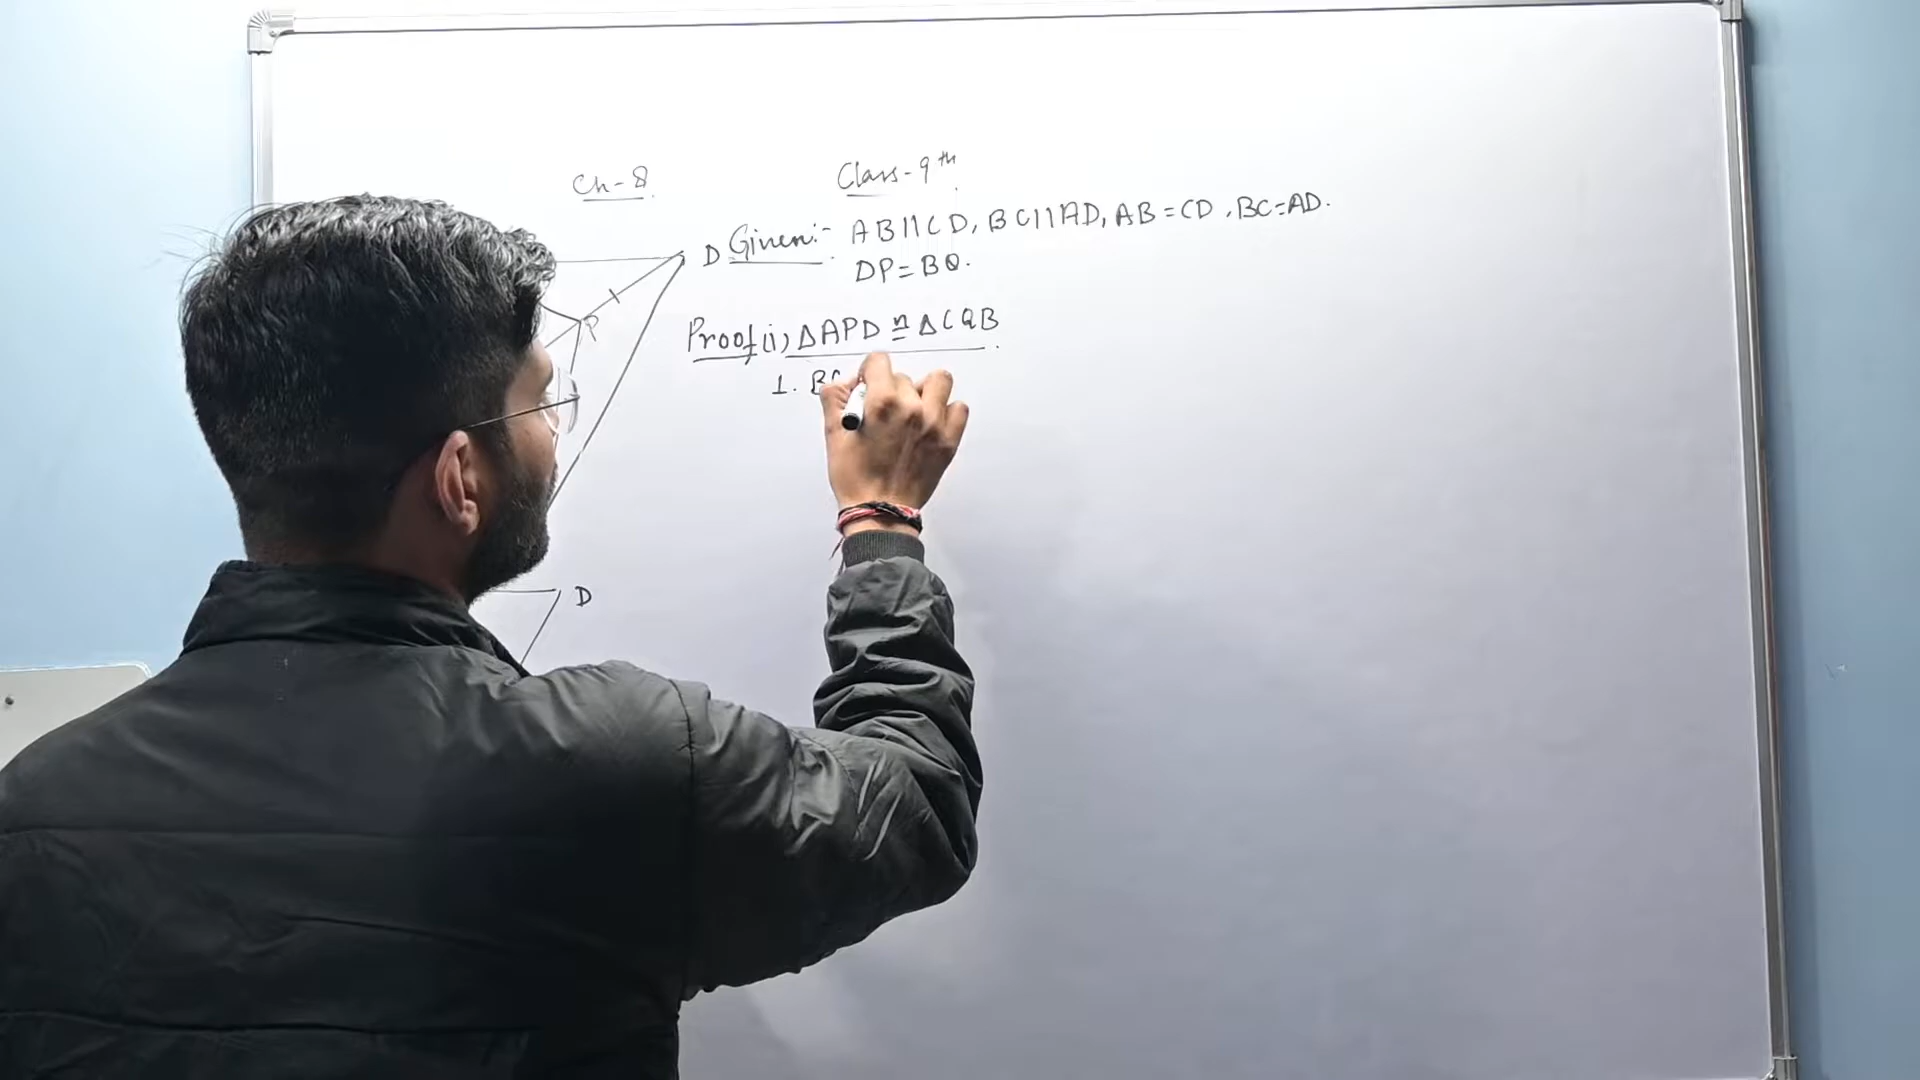 Ch-8
Class-9th
D Given:- AB||CD, BC||AD, AB=CD, BC=AD.
DP=BQ.
P
Proof (i) ΔAPD ≅ ΔCQB
1. BC
D